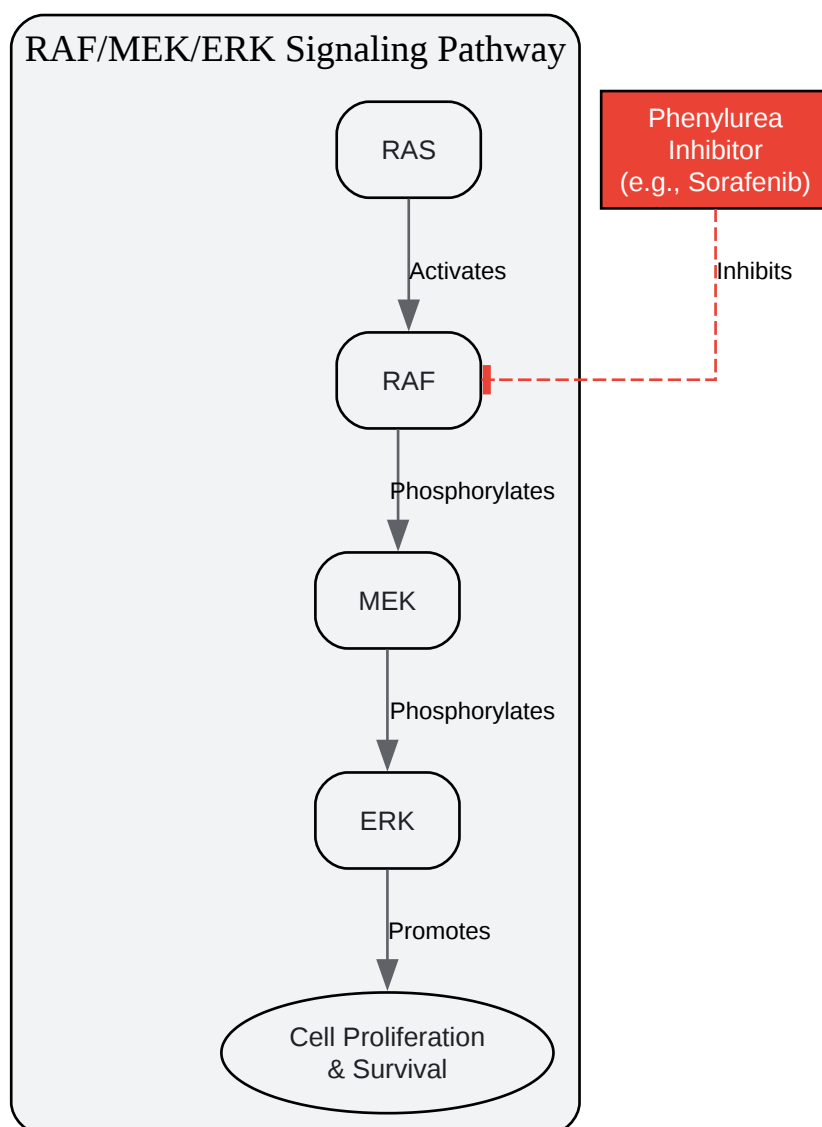 RAF/MEK/ERK Signaling Pathway
RAS
Phenylurea
Inhibitor
(e.g., Sorafenib)
Activates
Inhibits
RAF
Phosphorylates
MEK
Phosphorylates
ERK
Promotes
Cell Proliferation
& Survival